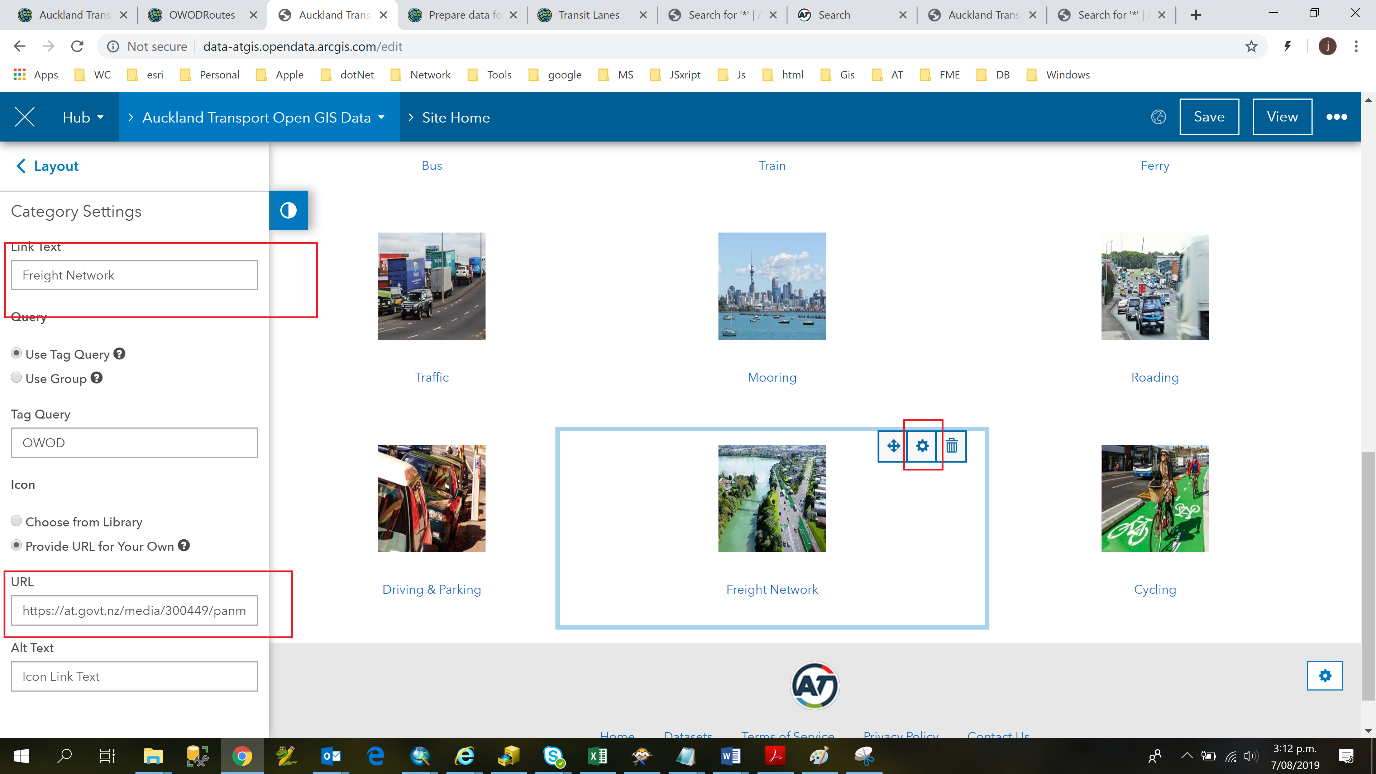 Auckland Trans
OWODRoutes
Auckland Trans
Prepare data fo
Transit Lanes
Search for '*' | A
Search
Auckland Trans
Search for '*' | A
Not secure
data-atgis.opendata.arcgis.com/edit
j
Apps WC esri Personal Apple dotNet Network Tools google MS JSxript Js html Gis AT FME DB Windows
Hub > Auckland Transport Open GIS Data > Site Home
Save View
Layout
Bus Train Ferry
Category Settings
Link Text
Freight Network
Query
Use Tag Query
Use Group
Traffic Mooring Roading
Tag Query
OWOD
Icon
Choose from Library
Provide URL for Your Own
URL
https://at.govt.nz/media/300449/panm
Driving & Parking Freight Network Cycling
Alt Text
Icon Link Text
AT
Home Datasets Terms of Service Privacy Policy Contact Us
3:12 p.m.
7/08/2019